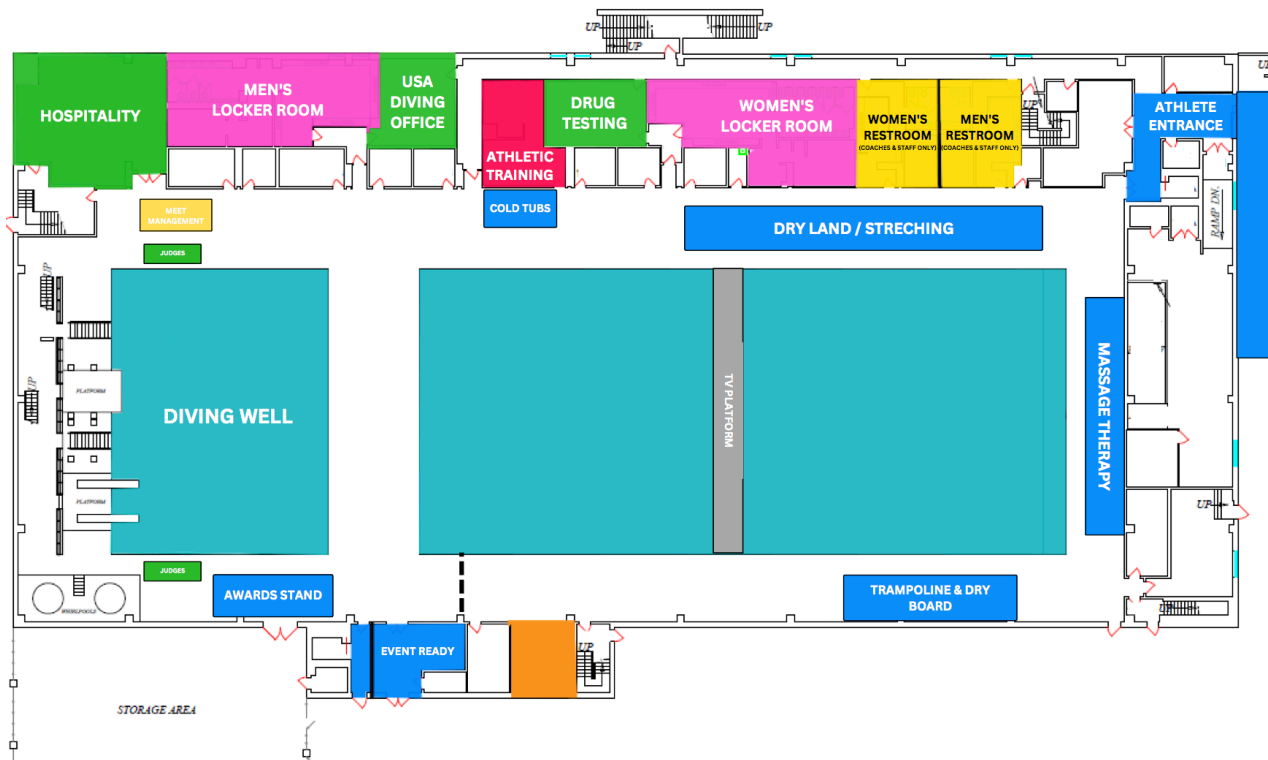 UP
UP
UP
UP
HOSPITALITY
MEN'S
LOCKER ROOM
USA
DIVING
OFFICE
ATHLETIC
TRAINING
DRUG
TESTING
WOMEN'S
LOCKER ROOM
WOMEN'S
RESTROOM
(COACHES & STAFF ONLY)
MEN'S
RESTROOM
(COACHES & STAFF ONLY)
UP
ATHLETE
ENTRANCE
MEET
MANAGEMENT
COLD TUBS
DRY LAND / STRECHING
RAMP DN.
JUDGES
UP
UP
PLATFORM
DIVING WELL
TV PLATFORM
MASSAGE THERAPY
PLATFORM
UP
JUDGES
WHIRLPOOLS
AWARDS STAND
TRAMPOLINE & DRY
BOARD
UP
EVENT READY
UP
STORAGE AREA